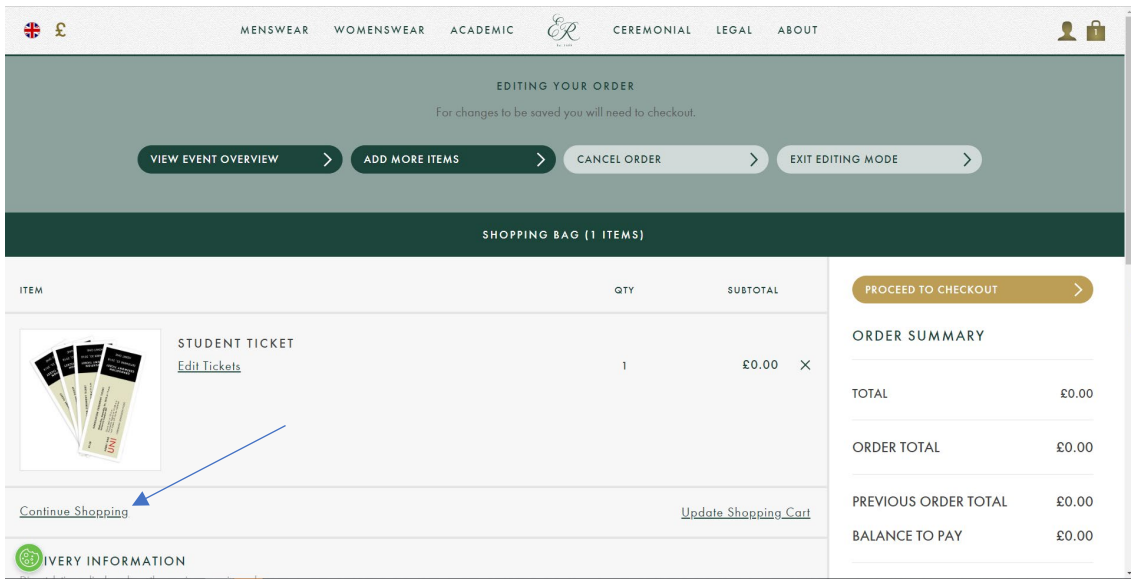 £ MENSWEAR WOMENSWEAR ACADEMIC ER CEREMONIAL LEGAL ABOUT 1
EDITING YOUR ORDER
For changes to be saved you will need to checkout.
VIEW EVENT OVERVIEW ADD MORE ITEMS CANCEL ORDER EXIT EDITING MODE
SHOPPING BAG (1 ITEMS)
ITEM QTY SUBTOTAL
STUDENT TICKET
Edit Tickets 1 £0.00 ×
UNI
Continue Shopping Update Shopping Cart
IVERY INFORMATION
PROCEED TO CHECKOUT
ORDER SUMMARY
TOTAL £0.00
ORDER TOTAL £0.00
PREVIOUS ORDER TOTAL £0.00
BALANCE TO PAY £0.00